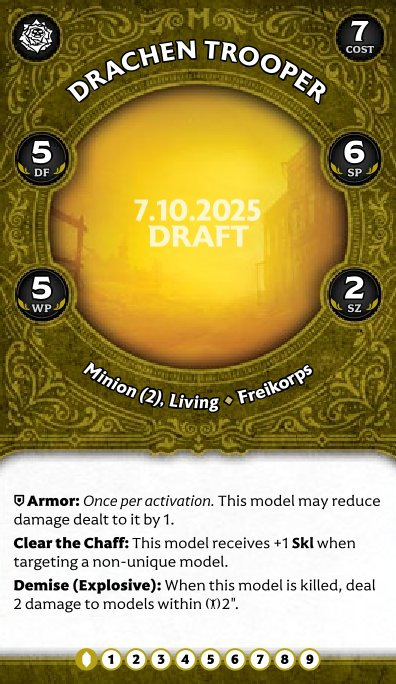 7
COST
DRACHEN TROOPER
5
DF
6
SP
7.10.2025
DRAFT
5
WP
2
SZ
Minion (2), Living • Freikorps
Armor: Once per activation. This model may reduce
damage dealt to it by 1.
Clear the Chaff: This model receives +1 Skl when
targeting a non-unique model.
Demise (Explosive): When this model is killed, deal
2 damage to models within 2".
1 2 3 4 5 6 7 8 9